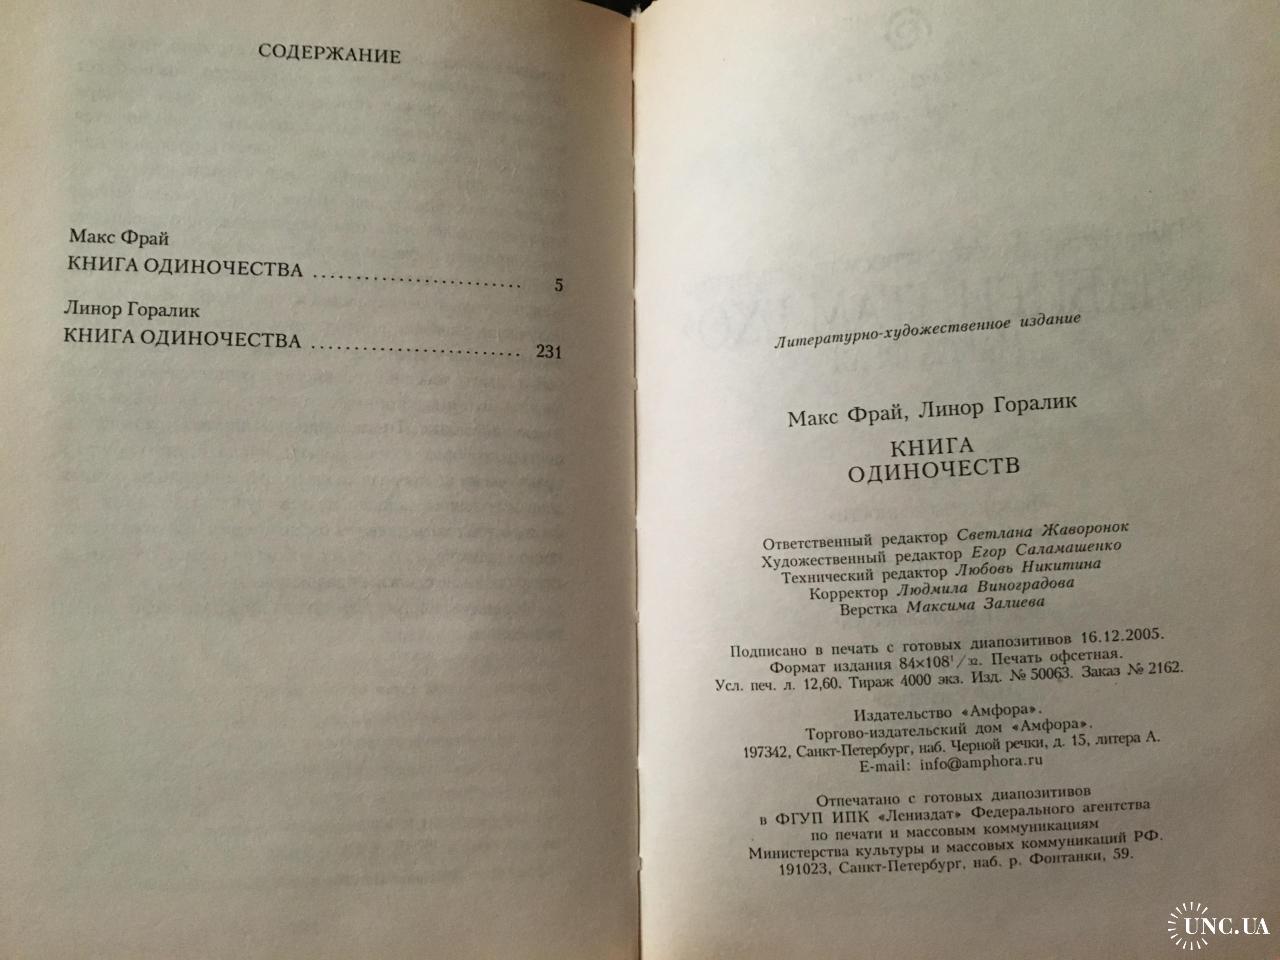 СОДЕРЖАНИЕ
Макс Фрай
КНИГА ОДИНОЧЕСТВА ........................ 5
Линор Горалик
КНИГА ОДИНОЧЕСТВА ........................ 231
Литературно-художественное издание
Макс Фрай, Линор Горалик
КНИГА
ОДИНОЧЕСТВ
Ответственный редактор Светлана Жаворонок
Художественный редактор Егор Саламашенко
Технический редактор Любовь Никитина
Корректор Людмила Виноградова
Верстка Максима Залиева
Подписано в печать с готовых диапозитивов 16.12.2005.
Формат издания 84×108¹/₃₂. Печать офсетная.
Усл. печ. л. 12,60. Тираж 4000 экз. Изд. № 50063. Заказ № 2162.
Издательство «Амфора».
Торгово-издательский дом «Амфора».
197342, Санкт-Петербург, наб. Черной речки, д. 15, литера А.
E-mail: info@amphora.ru
Отпечатано с готовых диапозитивов
в ФГУП ИПК «Лениздат» Федерального агентства
по печати и массовым коммуникациям
Министерства культуры и массовых коммуникаций РФ.
191023, Санкт-Петербург, наб. р. Фонтанки, 59.
UNC.UA